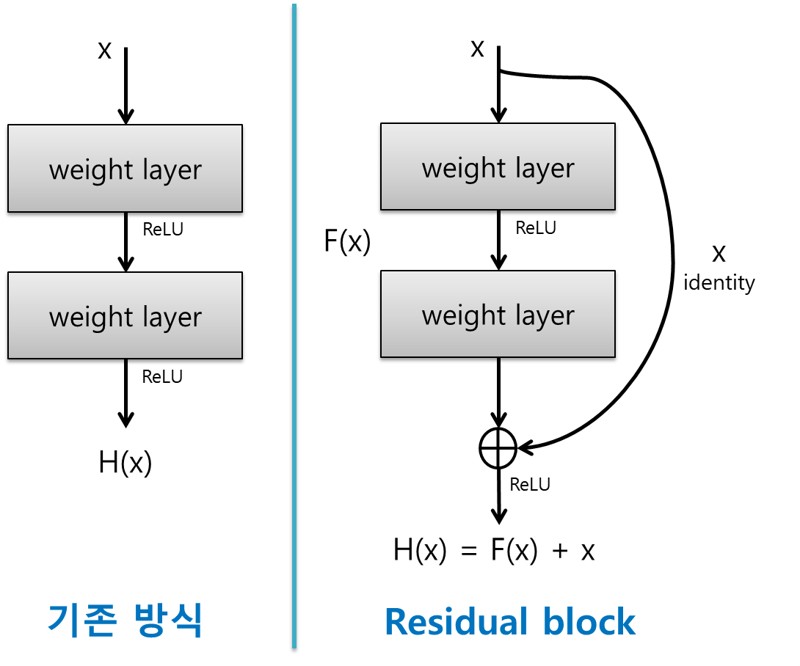 x
weight layer
ReLU
weight layer
ReLU
H(x)
기존 방식
x
weight layer
F(x)
ReLU
x
identity
weight layer
ReLU
H(x) = F(x) + x
Residual block